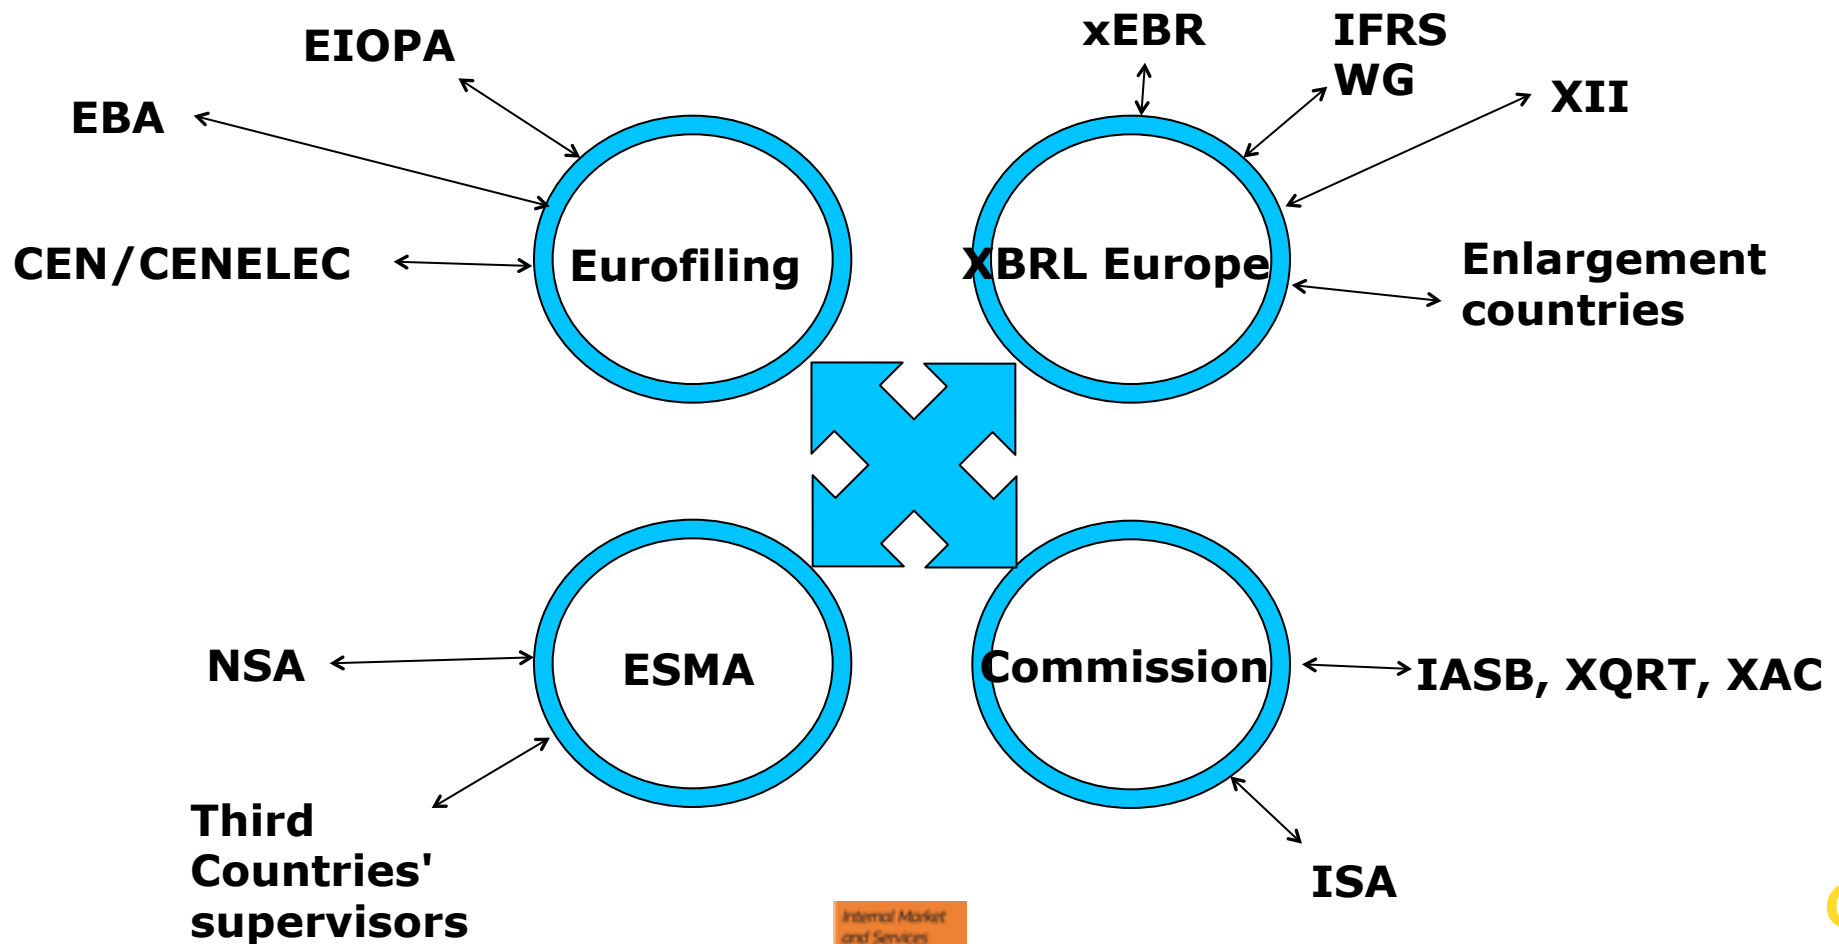 xEBR
IFRS
WG
EIOPA
XII
EBA
CEN/CENELEC
Eurofiling
XBRL Europe
Enlargement
countries
NSA
ESMA
Commission
IASB, XQRT, XAC
Third
Countries'
supervisors
ISA
Internal Market
and Services